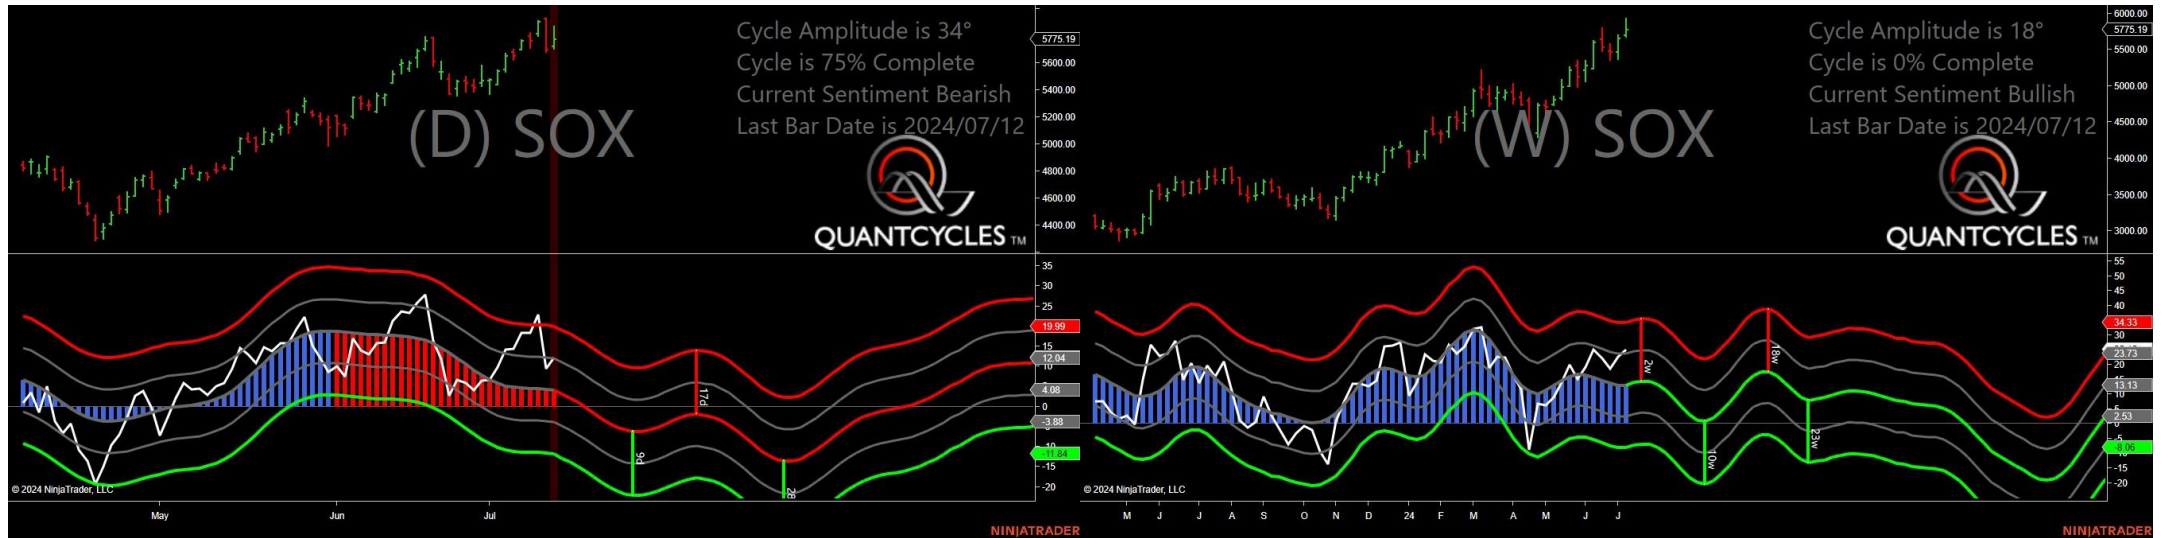 Cycle Amplitude is 34°
Cycle is 75% Complete
Current Sentiment Bearish
Last Bar Date is 2024/07/12
(D) SOX
QUANTCYCLES TM
5775.19
5600.00
5400.00
5200.00
5000.00
4800.00
4600.00
4400.00
35
30
25
19.99
12.04
10
4.08
0
-3.88
-10
-11.84
-15
-20
9d
17d
© 2024 NinjaTrader, LLC
May
Jun
Jul
NINJATRADER
Cycle Amplitude is 18°
Cycle is 0% Complete
Current Sentiment Bullish
Last Bar Date is 2024/07/12
(W) SOX
QUANTCYCLES TM
6000.00
5775.19
5500.00
5000.00
4500.00
4000.00
3500.00
3000.00
55
50
45
40
34.33
23.73
20
13.13
2.53
-8.06
-15
-20
2w
10w
18w
23w
© 2024 NinjaTrader, LLC
M J J A S O N D 24 F M A M J J
NINJATRADER